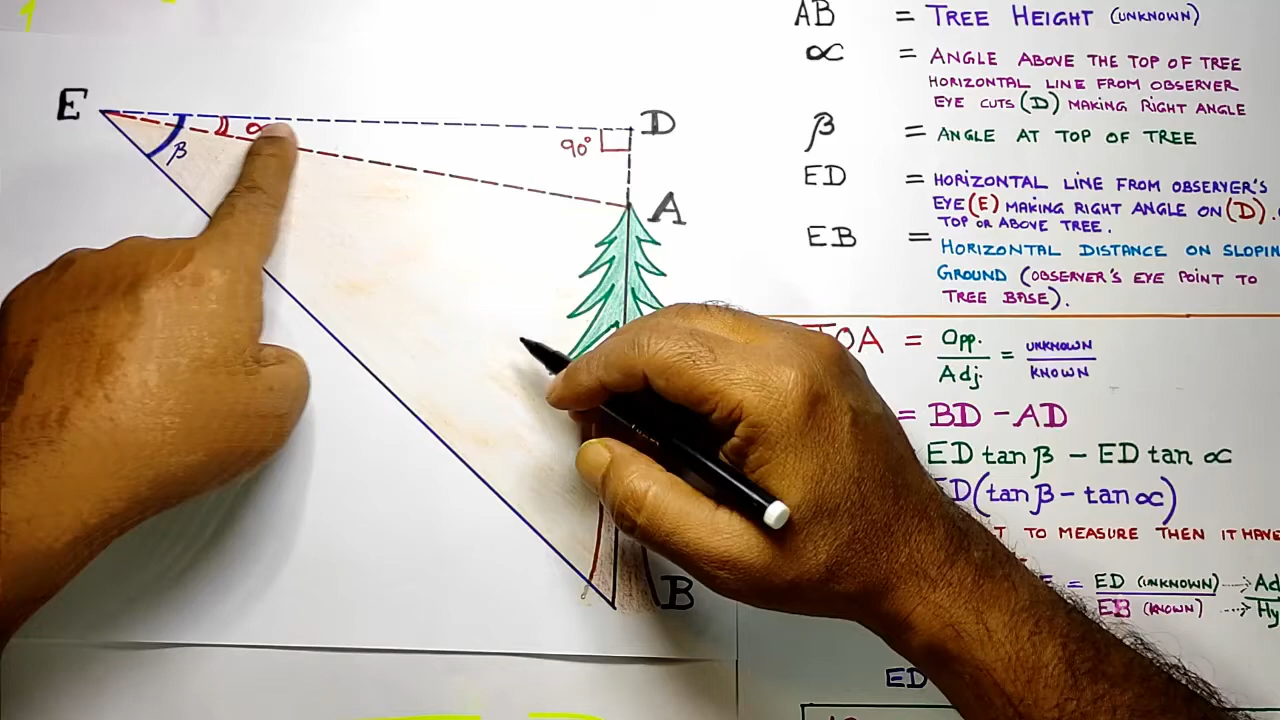 E
β
α
90°
D
A
B
AB = TREE HEIGHT (UNKNOWN)
α = ANGLE ABOVE THE TOP OF TREE
HORIZONTAL LINE FROM OBSERVER
EYE CUTS (D) MAKING RIGHT ANGLE
β = ANGLE AT TOP OF TREE
ED = HORIZONTAL LINE FROM OBSERVER'S
EYE (E) MAKING RIGHT ANGLE ON (D).
TOP OR ABOVE TREE.
EB = HORIZONTAL DISTANCE ON SLOPIN
GROUND (OBSERVER'S EYE POINT TO
TREE BASE).
TOA = Opp. / Adj. = UNKNOWN / KNOWN
= BD - AD
ED tan β - ED tan α
ED (tan β - tan α)
TO MEASURE THEN IT HAVE
= ED (UNKNOWN) → Ad
EB (KNOWN) → Hy
ED